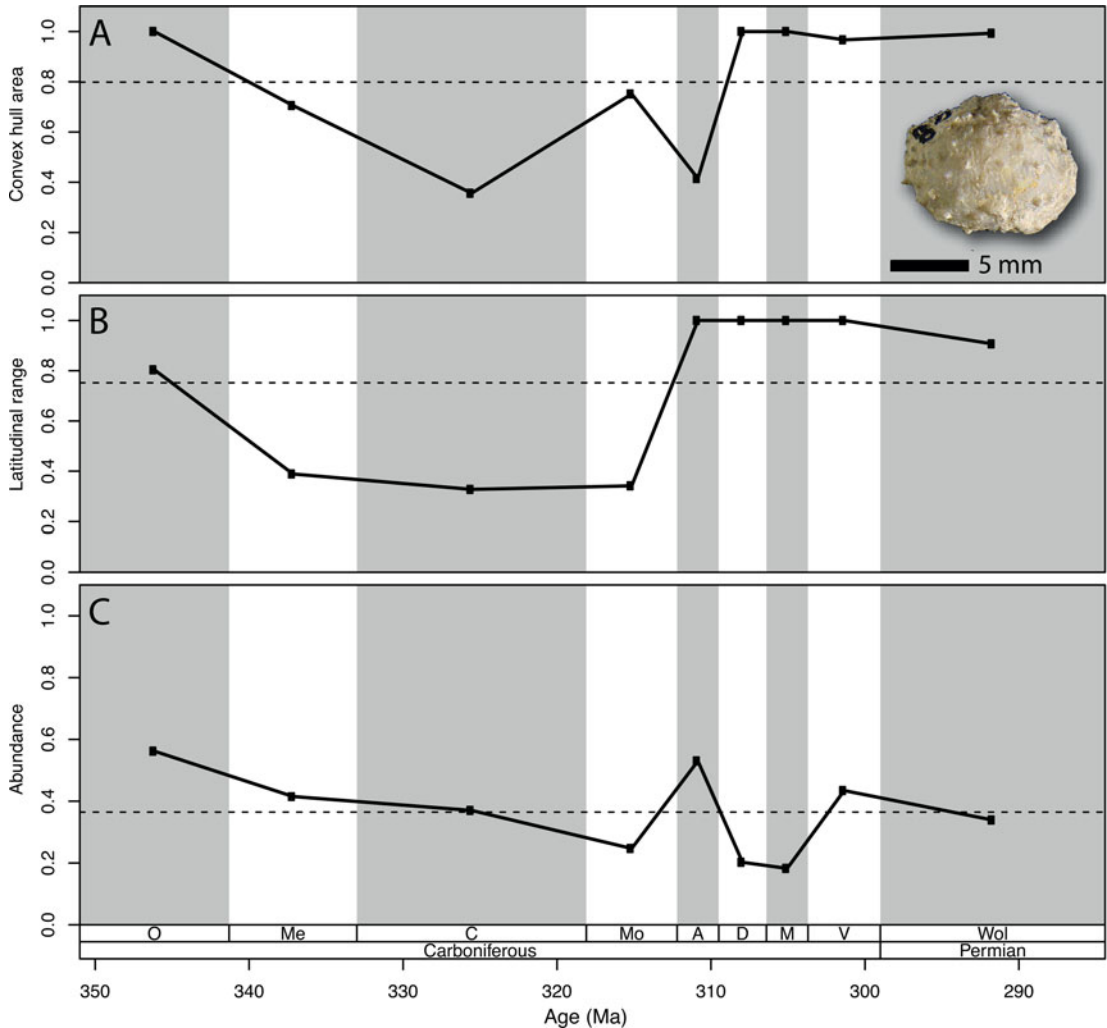 A
Convex hull area
1.0
0.8
0.6
0.4
0.2
0.0
5 mm
B
Latitudinal range
1.0
0.8
0.6
0.4
0.2
0.0
C
Abundance
1.0
0.8
0.6
0.4
0.2
0.0
O Me C Mo A D M V Wol
Carboniferous Permian
350 340 330 320 310 300 290
Age (Ma)